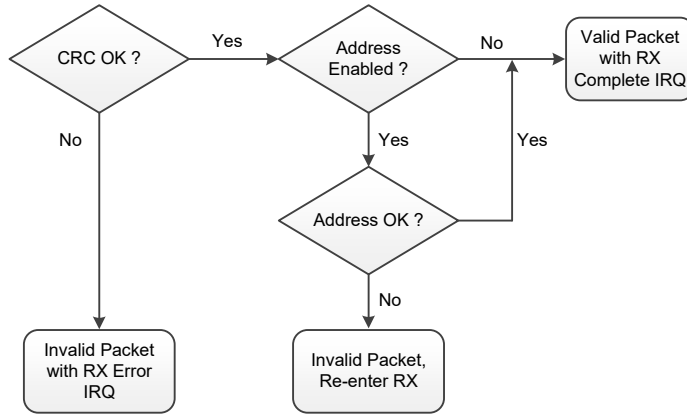 CRC OK ?
Yes
Address
Enabled ?
No
Valid Packet
with RX
Complete IRQ
No
Yes
Yes
Address OK ?
No
Invalid Packet
with RX Error
IRQ
Invalid Packet,
Re-enter RX